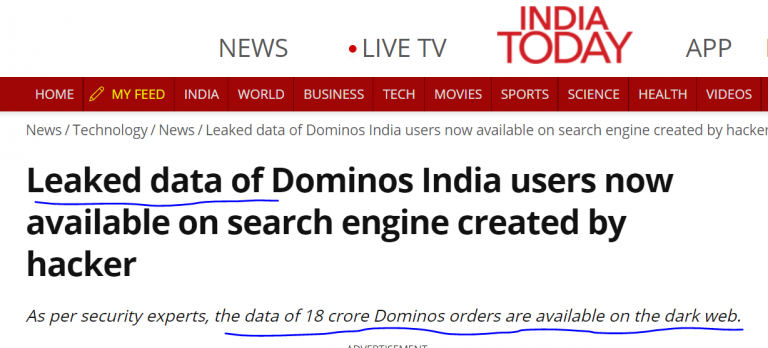 INDIA
TODAY
NEWS
LIVE TV
APP
HOME
MY FEED
INDIA
WORLD
BUSINESS
TECH
MOVIES
SPORTS
SCIENCE
HEALTH
VIDEOS
News / Technology / News / Leaked data of Dominos India users now available on search engine created by hacker
Leaked data of Dominos India users now
available on search engine created by
hacker
As per security experts, the data of 18 crore Dominos orders are available on the dark web.
ADVERTISEMENT